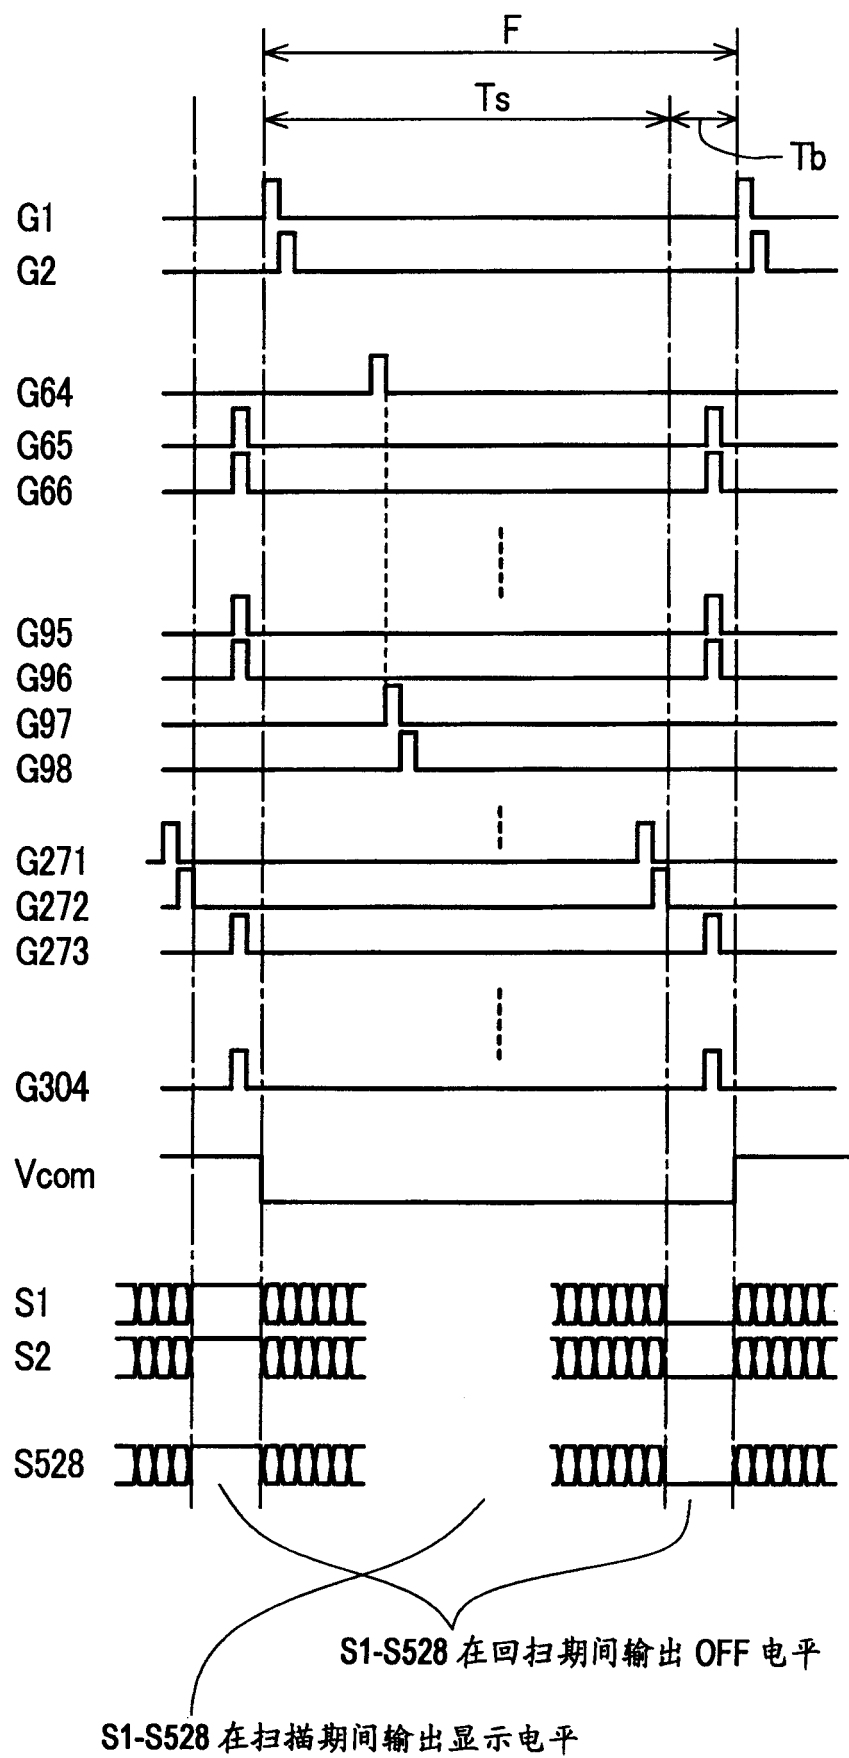 F
Ts
Tb
G1
G2
G64
G65
G66
G95
G96
G97
G98
G271
G272
G273
G304
Vcom
S1
S2
S528
S1-S528 在回扫期间输出 OFF 电平
S1-S528 在扫描期间输出显示电平